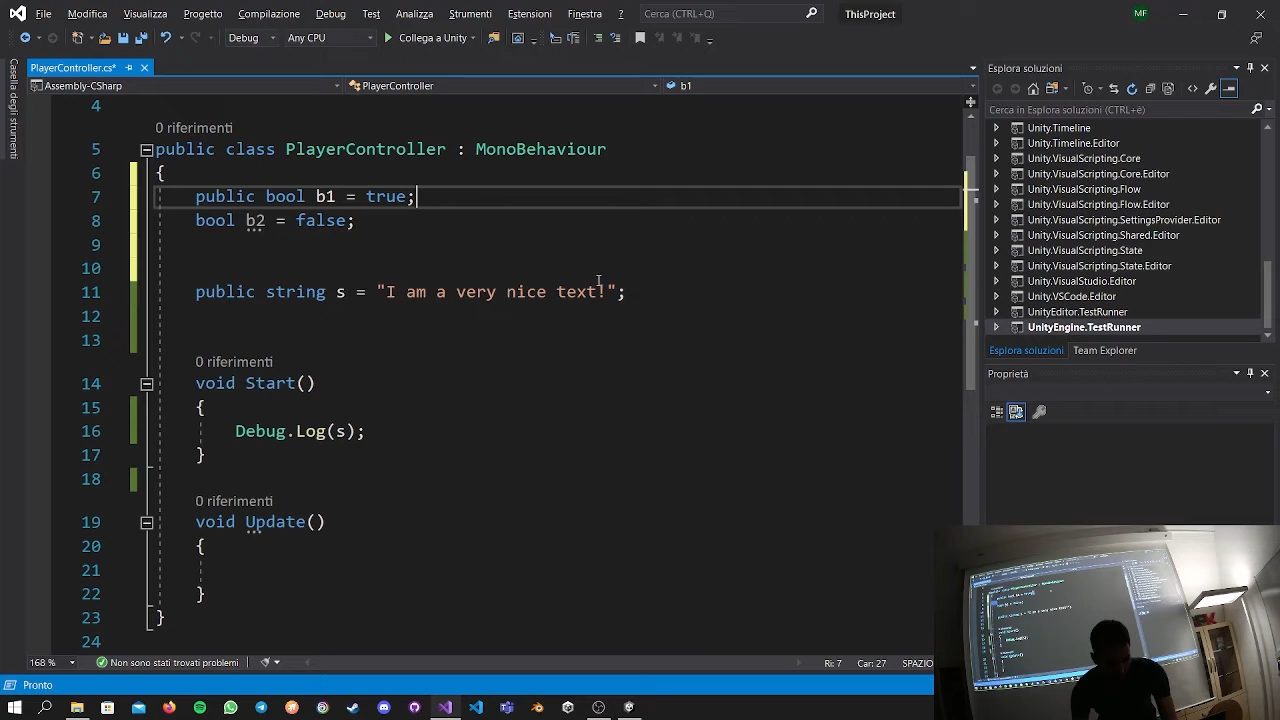 File Modifica Visualizza Progetto Compilazione Debug Test Analizza Strumenti Estensioni Finestra ? Cerca (CTRL+Q) ThisProject MF
Debug Any CPU Collega a Unity
Casella degli strumenti
PlayerController.cs*
Assembly-CSharp PlayerController b1
4
0 riferimenti
5 public class PlayerController : MonoBehaviour
6 {
7 public bool b1 = true;
8 bool b2 = false;
9
10
11 public string s = "I am a very nice text!";
12
13
0 riferimenti
14 void Start()
15 {
16 Debug.Log(s);
17 }
18
0 riferimenti
19 void Update()
20 {
21
22 }
23 }
24
168 % Non sono stati trovati problemi Ri: 7 Car: 27 SPAZIO
Pronto
Esplora soluzioni
Cerca in Esplora soluzioni (CTRL+è)
Unity.Timeline
Unity.Timeline.Editor
Unity.VisualScripting.Core
Unity.VisualScripting.Core.Editor
Unity.VisualScripting.Flow
Unity.VisualScripting.Flow.Editor
Unity.VisualScripting.SettingsProvider.Editor
Unity.VisualScripting.Shared.Editor
Unity.VisualScripting.State
Unity.VisualScripting.State.Editor
Unity.VisualStudio.Editor
Unity.VSCode.Editor
UnityEditor.TestRunner
UnityEngine.TestRunner
Esplora soluzioni Team Explorer
Proprietà